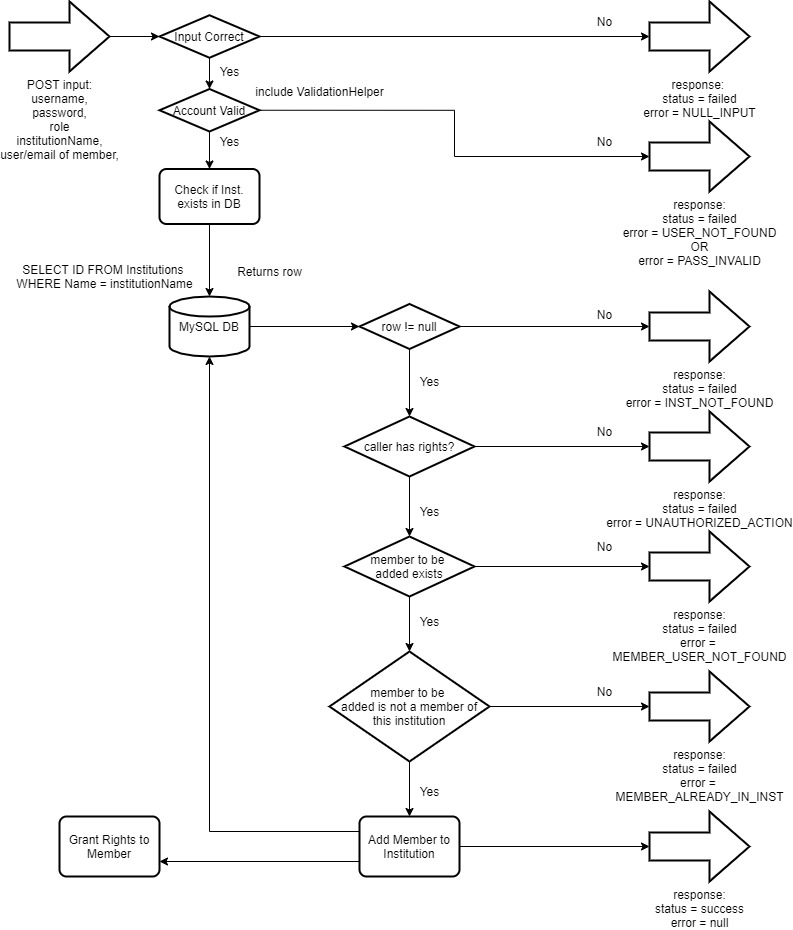 Input Correct
No
POST input:
username,
password,
role
institutionName,
user/email of member,
response:
status = failed
error = NULL_INPUT
Yes
include ValidationHelper
Account Valid
No
Yes
response:
status = failed
error = USER_NOT_FOUND
OR
error = PASS_INVALID
Check if Inst.
exists in DB
SELECT ID FROM Institutions
WHERE Name = institutionName
Returns row
MySQL DB
row != null
No
response:
status = failed
error = INST_NOT_FOUND
Yes
caller has rights?
No
response:
status = failed
error = UNAUTHORIZED_ACTION
Yes
member to be
added exists
No
response:
status = failed
error =
MEMBER_USER_NOT_FOUND
Yes
member to be
added is not a member of
this institution
No
response:
status = failed
error =
MEMBER_ALREADY_IN_INST
Yes
Grant Rights to
Member
Add Member to
Institution
response:
status = success
error = null